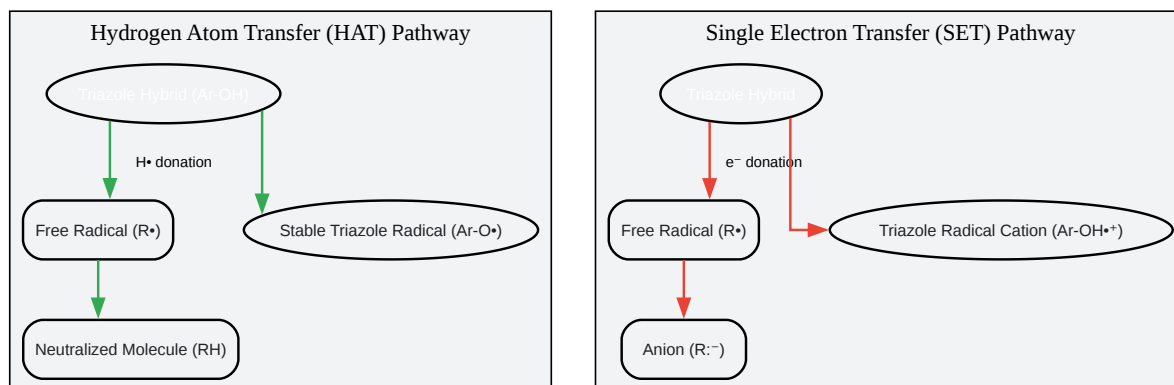 Hydrogen Atom Transfer (HAT) Pathway
Triazole Hybrid (Ar-OH)
H• donation
Free Radical (R•)
Stable Triazole Radical (Ar-O•)
Neutralized Molecule (RH)
Single Electron Transfer (SET) Pathway
Triazole Hybrid
e⁻ donation
Free Radical (R•)
Triazole Radical Cation (Ar-OH•⁺)
Anion (R:⁻)